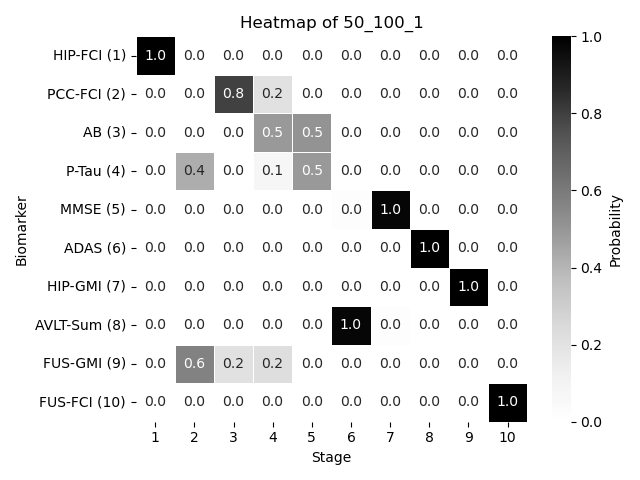 Heatmap of 50_100_1
HIP-FCI (1) 1.0 0.0 0.0 0.0 0.0 0.0 0.0 0.0 0.0 0.0
PCC-FCI (2) 0.0 0.0 0.8 0.2 0.0 0.0 0.0 0.0 0.0 0.0
AB (3) 0.0 0.0 0.0 0.5 0.5 0.0 0.0 0.0 0.0 0.0
P-Tau (4) 0.0 0.4 0.0 0.1 0.5 0.0 0.0 0.0 0.0 0.0
MMSE (5) 0.0 0.0 0.0 0.0 0.0 0.0 1.0 0.0 0.0 0.0
ADAS (6) 0.0 0.0 0.0 0.0 0.0 0.0 0.0 1.0 0.0 0.0
HIP-GMI (7) 0.0 0.0 0.0 0.0 0.0 0.0 0.0 0.0 1.0 0.0
AVLT-Sum (8) 0.0 0.0 0.0 0.0 0.0 1.0 0.0 0.0 0.0 0.0
FUS-GMI (9) 0.0 0.6 0.2 0.2 0.0 0.0 0.0 0.0 0.0 0.0
FUS-FCI (10) 0.0 0.0 0.0 0.0 0.0 0.0 0.0 0.0 0.0 1.0
1 2 3 4 5 6 7 8 9 10
Stage
Biomarker
1.0
0.8
0.6
0.4
0.2
0.0
Probability